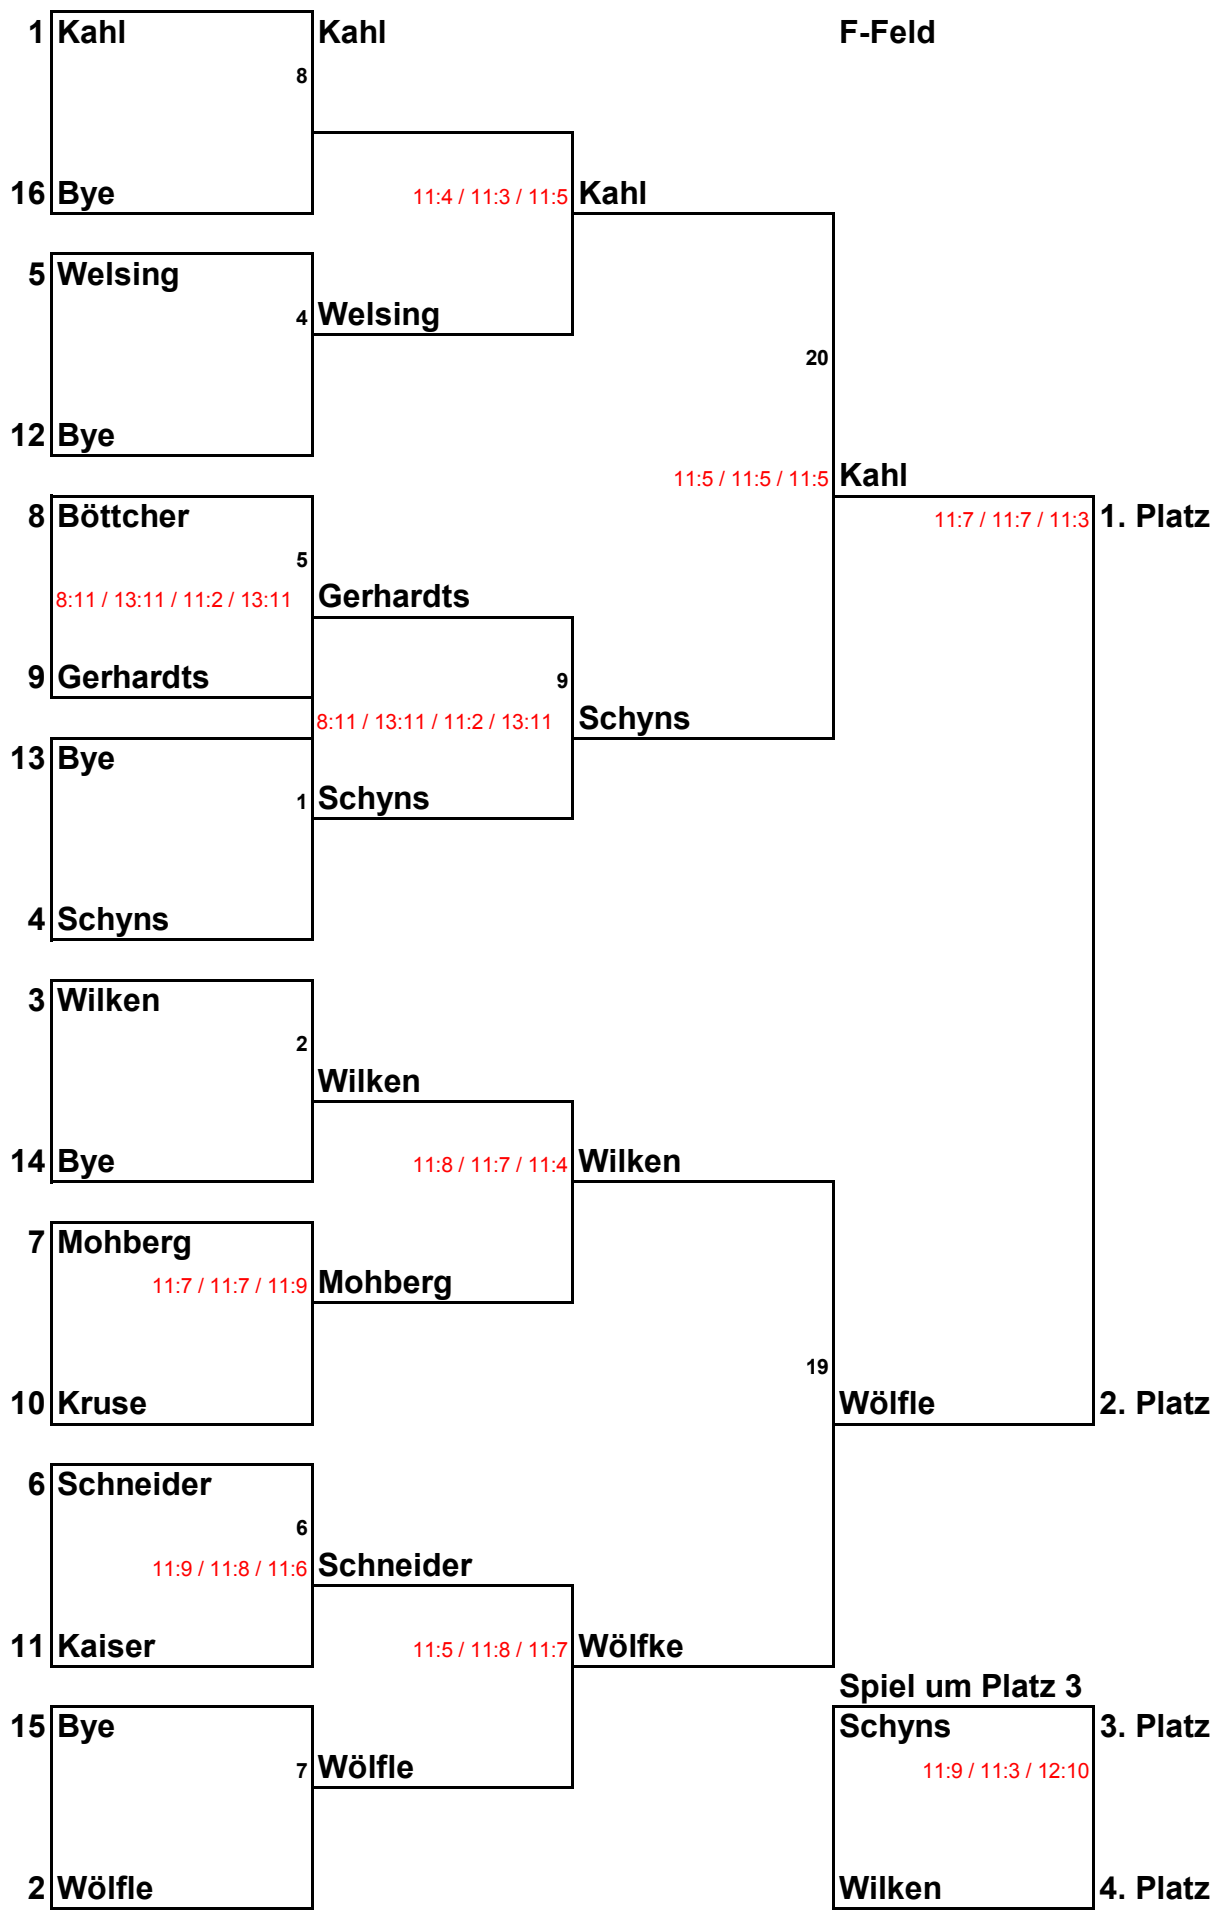 1 Kahl Kahl F-Feld
8
16 Bye 11:4 / 11:3 / 11:5 Kahl
5 Welsing
4 Welsing
20
12 Bye
11:5 / 11:5 / 11:5 Kahl
8 Böttcher 11:7 / 11:7 / 11:3 1. Platz
5
8:11 / 13:11 / 11:2 / 13:11 Gerhardts
9 Gerhardts 9
8:11 / 13:11 / 11:2 / 13:11 Schyns
13 Bye
1 Schyns
4 Schyns
3 Wilken
2
Wilken
14 Bye 11:8 / 11:7 / 11:4 Wilken
7 Mohberg
11:7 / 11:7 / 11:9 Mohberg
19
10 Kruse Wölfle 2. Platz
6 Schneider
6
11:9 / 11:8 / 11:6 Schneider
11 Kaiser 11:5 / 11:8 / 11:7 Wölfke
Spiel um Platz 3
15 Bye Schyns 3. Platz
7 Wölfle 11:9 / 11:3 / 12:10
2 Wölfle Wilken 4. Platz